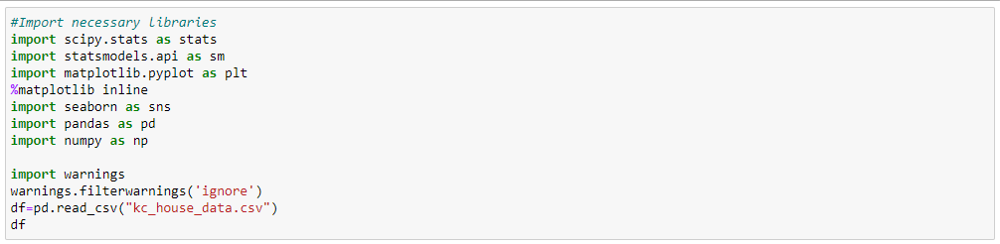 #Import necessary libraries
import scipy.stats as stats
import statsmodels.api as sm
import matplotlib.pyplot as plt
%matplotlib inline
import seaborn as sns
import pandas as pd
import numpy as np
import warnings
warnings.filterwarnings('ignore')
df=pd.read_csv("kc_house_data.csv")
df